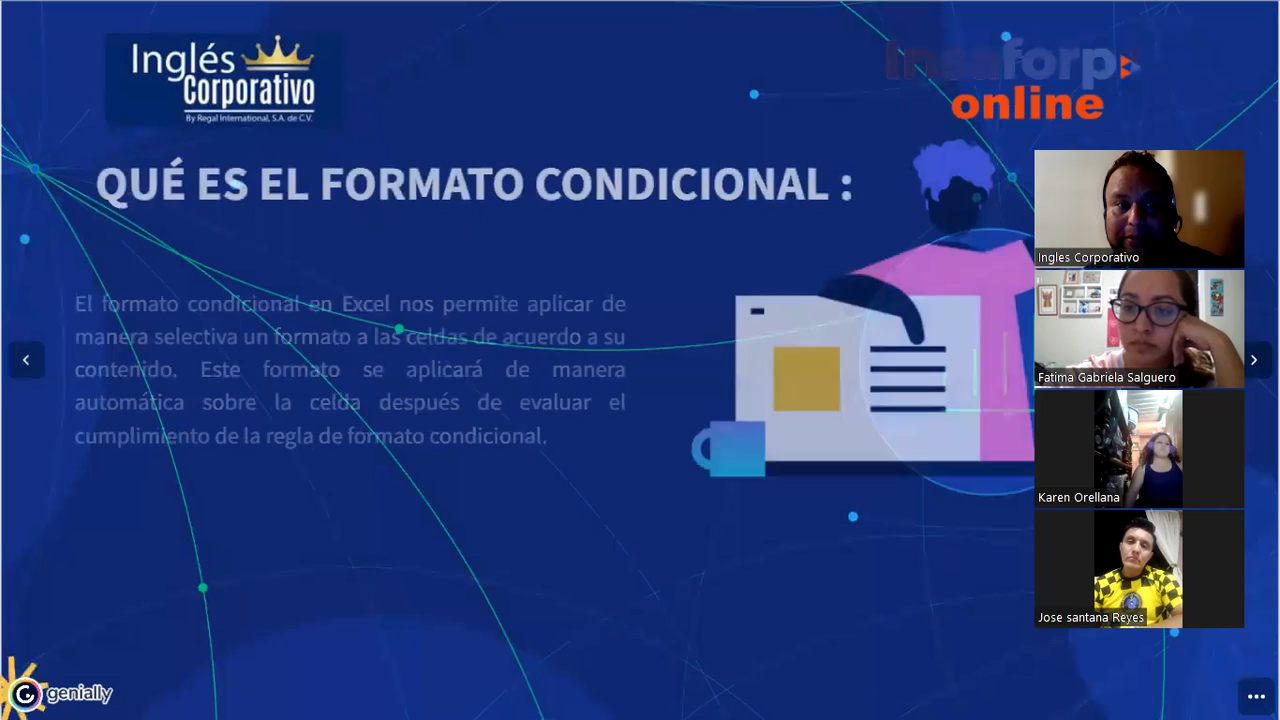 Inglés
Corporativo
By Regal International, S.A. de C.V.
Insaforp
online
QUÉ ES EL FORMATO CONDICIONAL :
El formato condicional en Excel nos permite aplicar de
manera selectiva un formato a las celdas de acuerdo a su
contenido. Este formato se aplicará de manera
automática sobre la celda después de evaluar el
cumplimiento de la regla de formato condicional.
Ingles Corporativo
Fatima Gabriela Salguero
Karen Orellana
Jose santana Reyes
genially